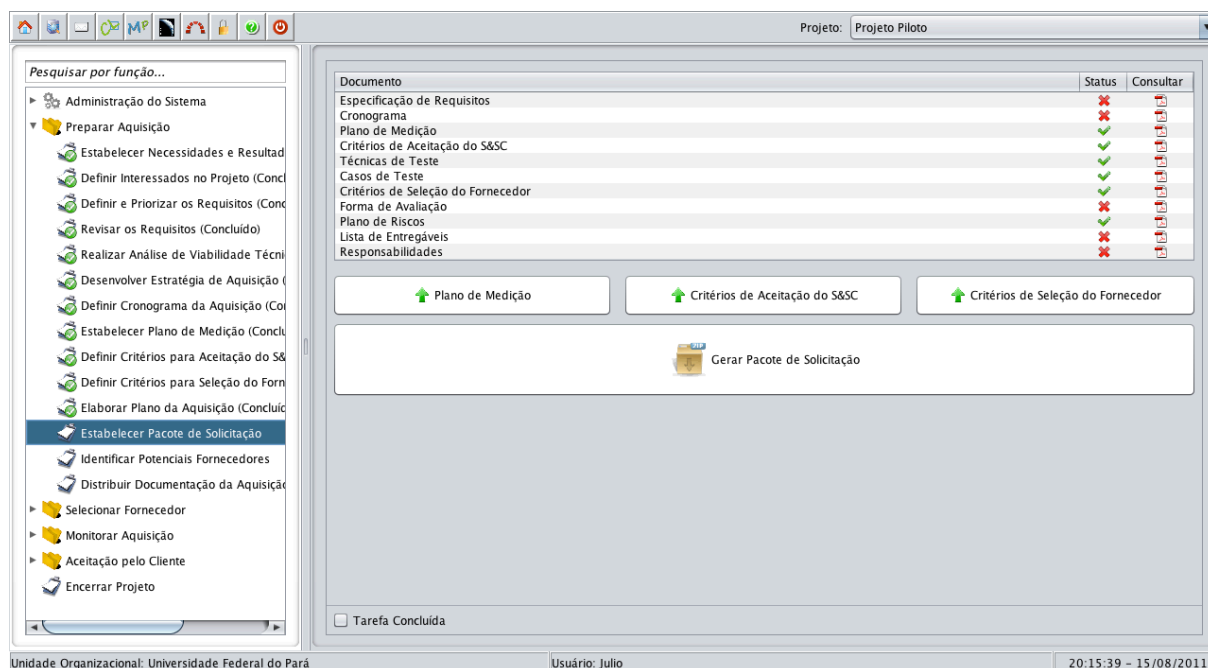 Projeto: Projeto Piloto
Pesquisar por função...
Administração do Sistema
Preparar Aquisição
Estabelecer Necessidades e Resultad
Definir Interessados no Projeto (Concl
Definir e Priorizar os Requisitos (Conc
Revisar os Requisitos (Concluído)
Realizar Análise de Viabilidade Técni
Desenvolver Estratégia de Aquisição (
Definir Cronograma da Aquisição (Co
Estabelecer Plano de Medição (Conclu
Definir Critérios para Aceitação do S&
Definir Critérios para Seleção do Forn
Elaborar Plano da Aquisição (Concluíd
Estabelecer Pacote de Solicitação
Identificar Potenciais Fornecedores
Distribuir Documentação da Aquisiçã
Selecionar Fornecedor
Monitorar Aquisição
Aceitação pelo Cliente
Encerrar Projeto
Documento Status Consultar
Especificação de Requisitos
Cronograma
Plano de Medição
Critérios de Aceitação do S&SC
Técnicas de Teste
Casos de Teste
Critérios de Seleção do Fornecedor
Forma de Avaliação
Plano de Riscos
Lista de Entregáveis
Responsabilidades
Plano de Medição Critérios de Aceitação do S&SC Critérios de Seleção do Fornecedor
ZIP
Gerar Pacote de Solicitação
Tarefa Concluída
Unidade Organizacional: Universidade Federal do Pará Usuário: Julio 20:15:39 - 15/08/2011